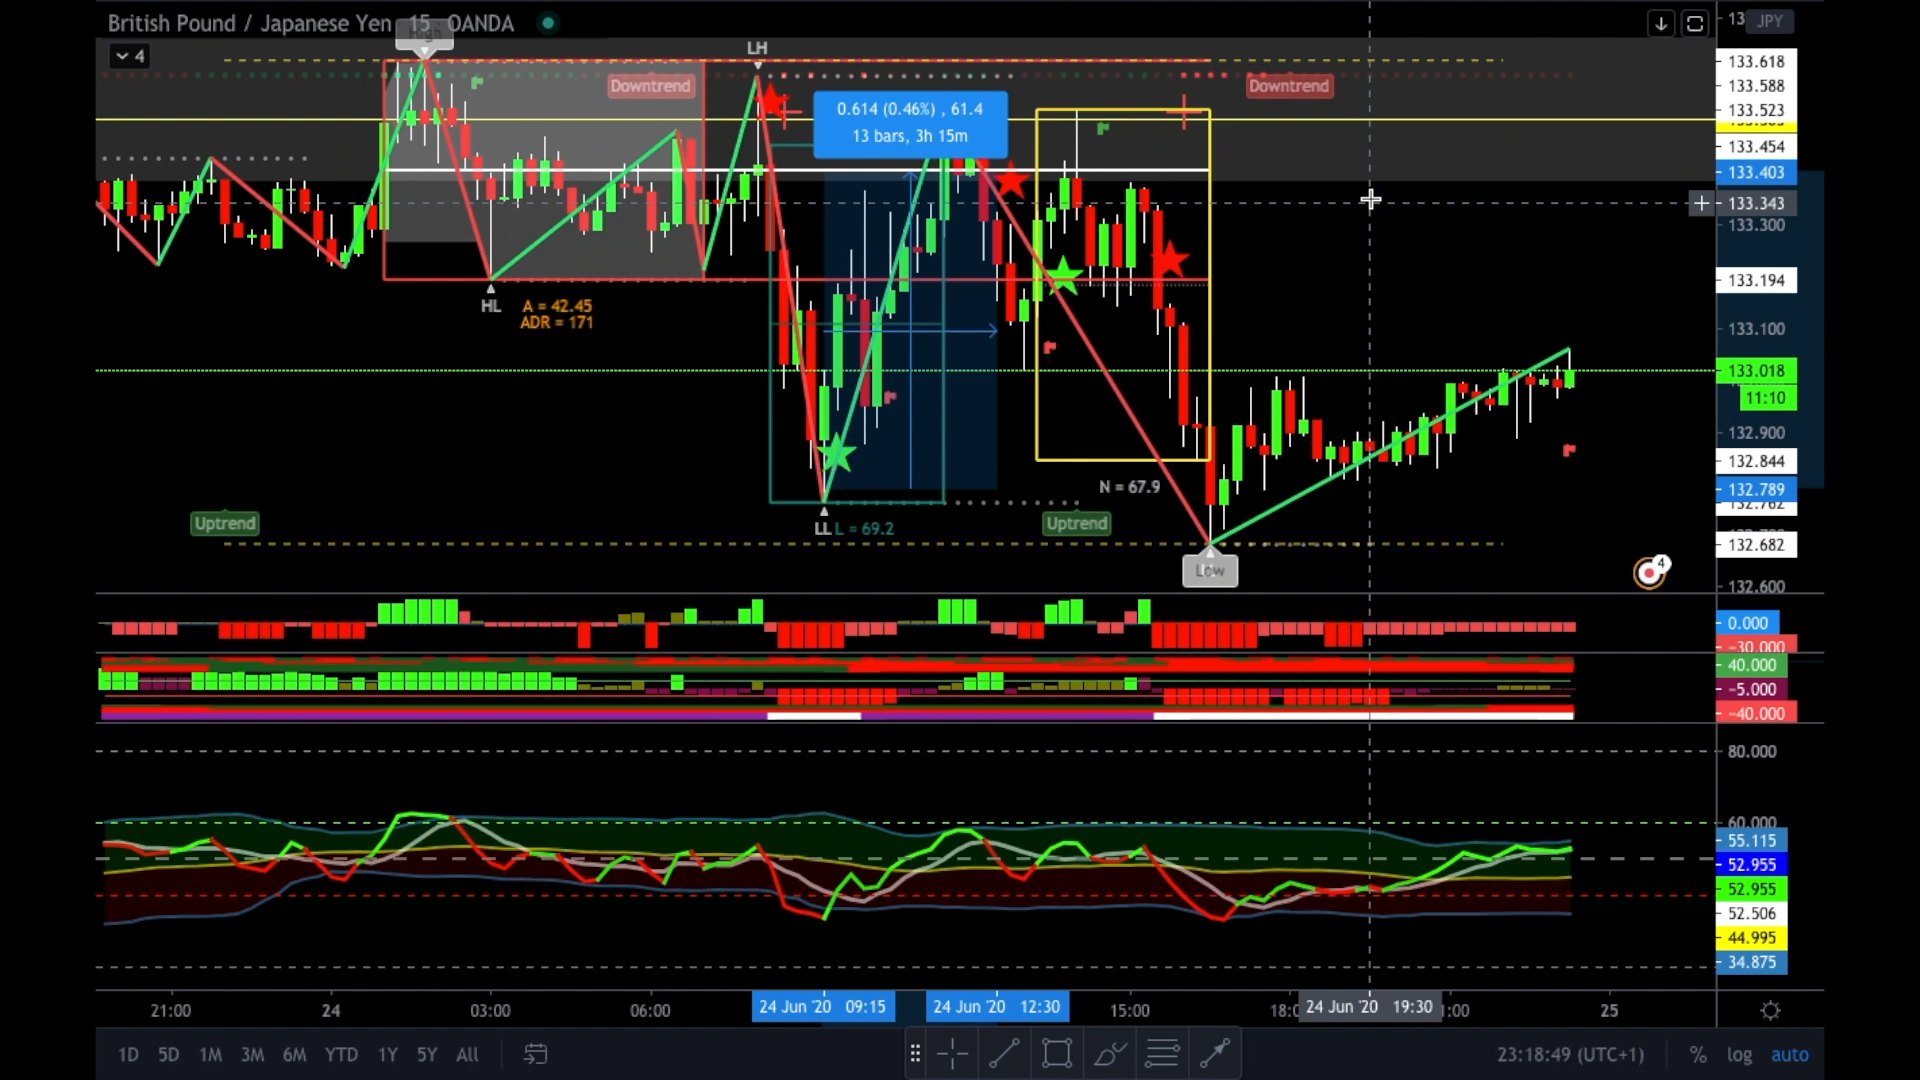 British Pound / Japanese Yen 15 OANDA
4
LH
Downtrend
0.614 (0.46%) , 61.4
13 bars, 3h 15m
Downtrend
HL
A = 42.45
ADR = 171
Uptrend
LL
L = 69.2
N = 67.9
Uptrend
Low
4
JPY
133.618
133.588
133.523
133.454
133.403
133.343
133.300
133.194
133.100
133.018
11:10
132.900
132.844
132.789
132.762
132.682
132.600
0.000
−30.000
40.000
−5.000
−40.000
80.000
60.000
55.115
52.955
52.955
52.506
44.995
34.875
21:00
24
03:00
06:00
24 Jun '20 09:15
24 Jun '20 12:30
15:00
24 Jun '20 19:30
25
1D 5D 1M 3M 6M YTD 1Y 5Y All
23:18:49 (UTC+1)
% log auto